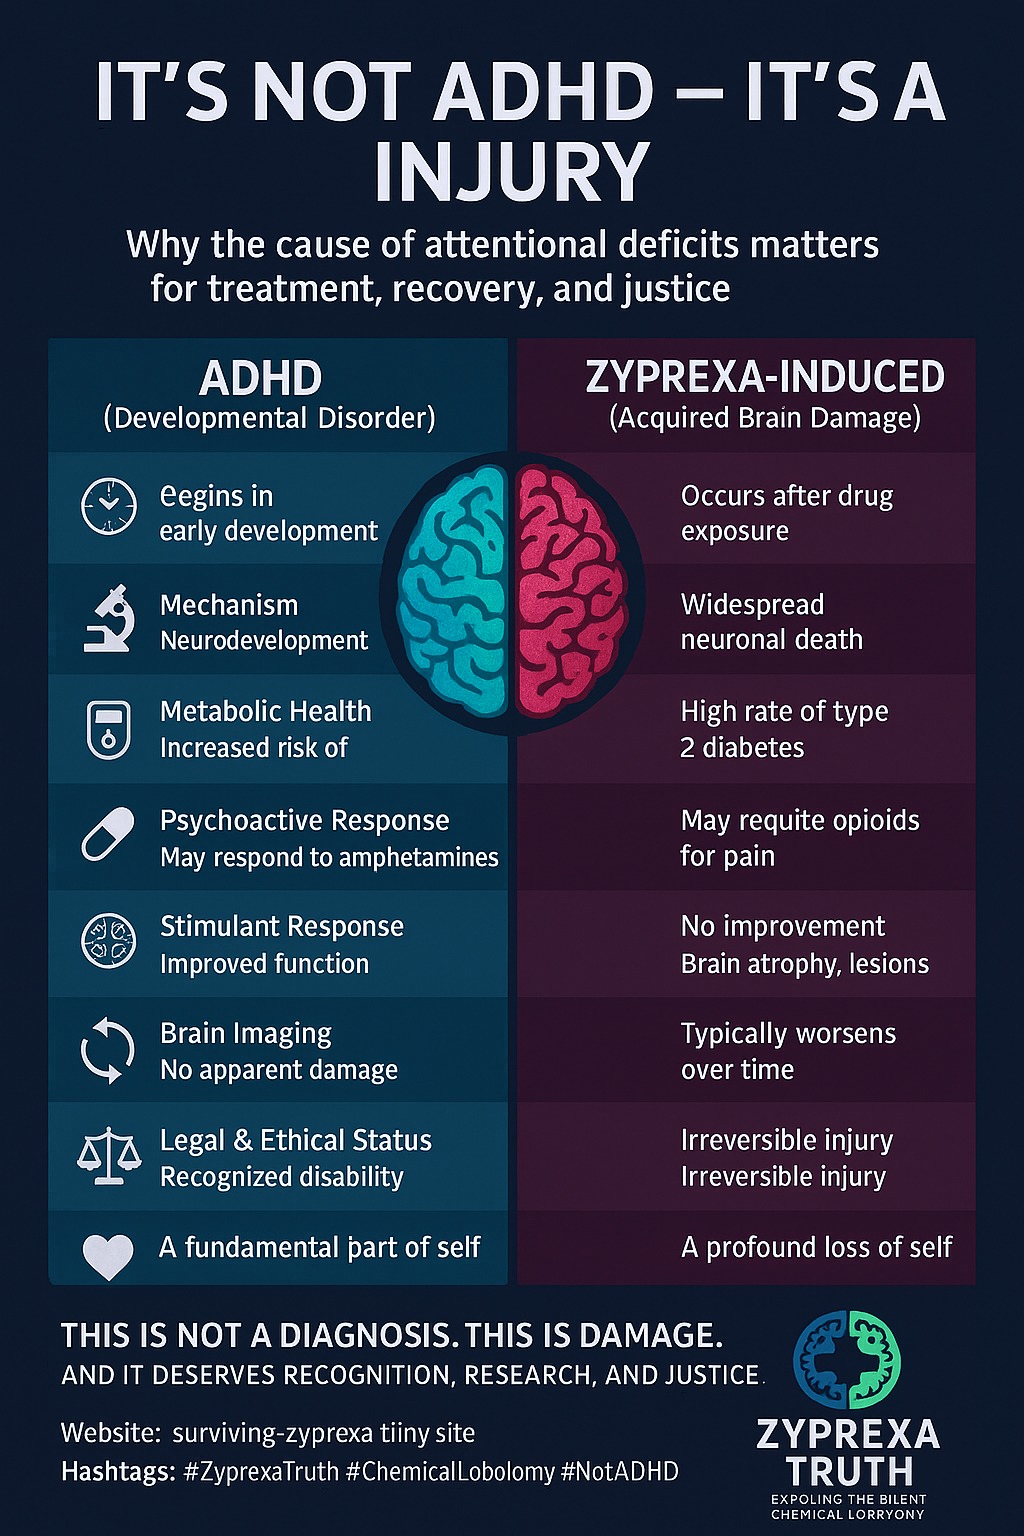 IT'S NOT ADHD – IT'S A
INJURY
Why the cause of attentional deficits matters
for treatment, recovery, and justice
ADHD
(Developmental Disorder)
ZYPREXA-INDUCED
(Acquired Brain Damage)
eegins in
early development
Occurs after drug
exposure
Mechanism
Neurodevelopment
Widespread
neuronal death
Metabolic Health
Increased risk of
High rate of type
2 diabetes
Psychoactive Response
May respond to amphetamines
May requite opioids
for pain
Stimulant Response
Improved function
No improvement
Brain atrophy, lesions
Brain Imaging
No apparent damage
Typically worsens
over time
Legal & Ethical Status
Recognized disability
Irreversible injury
Irreversible injury
A fundamental part of self
A profound loss of self
THIS IS NOT A DIAGNOSIS. THIS IS DAMAGE.
AND IT DESERVES RECOGNITION, RESEARCH, AND JUSTICE.
Website: surviving-zyprexa tiiny site
Hashtags: #ZyprexaTruth #ChemicalLobolomy #NotADHD
ZYPREXA
TRUTH
EXPOLING THE BILENT
CHEMICAL LORRYONY